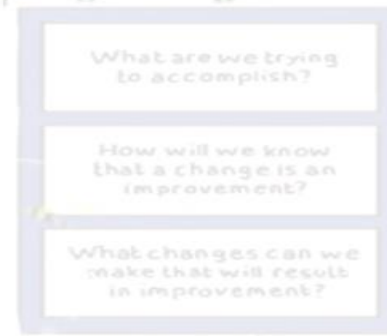 What are we trying
to accomplish?
How will we know
that a change is an
improvement?
What changes can we
make that will result
in improvement?